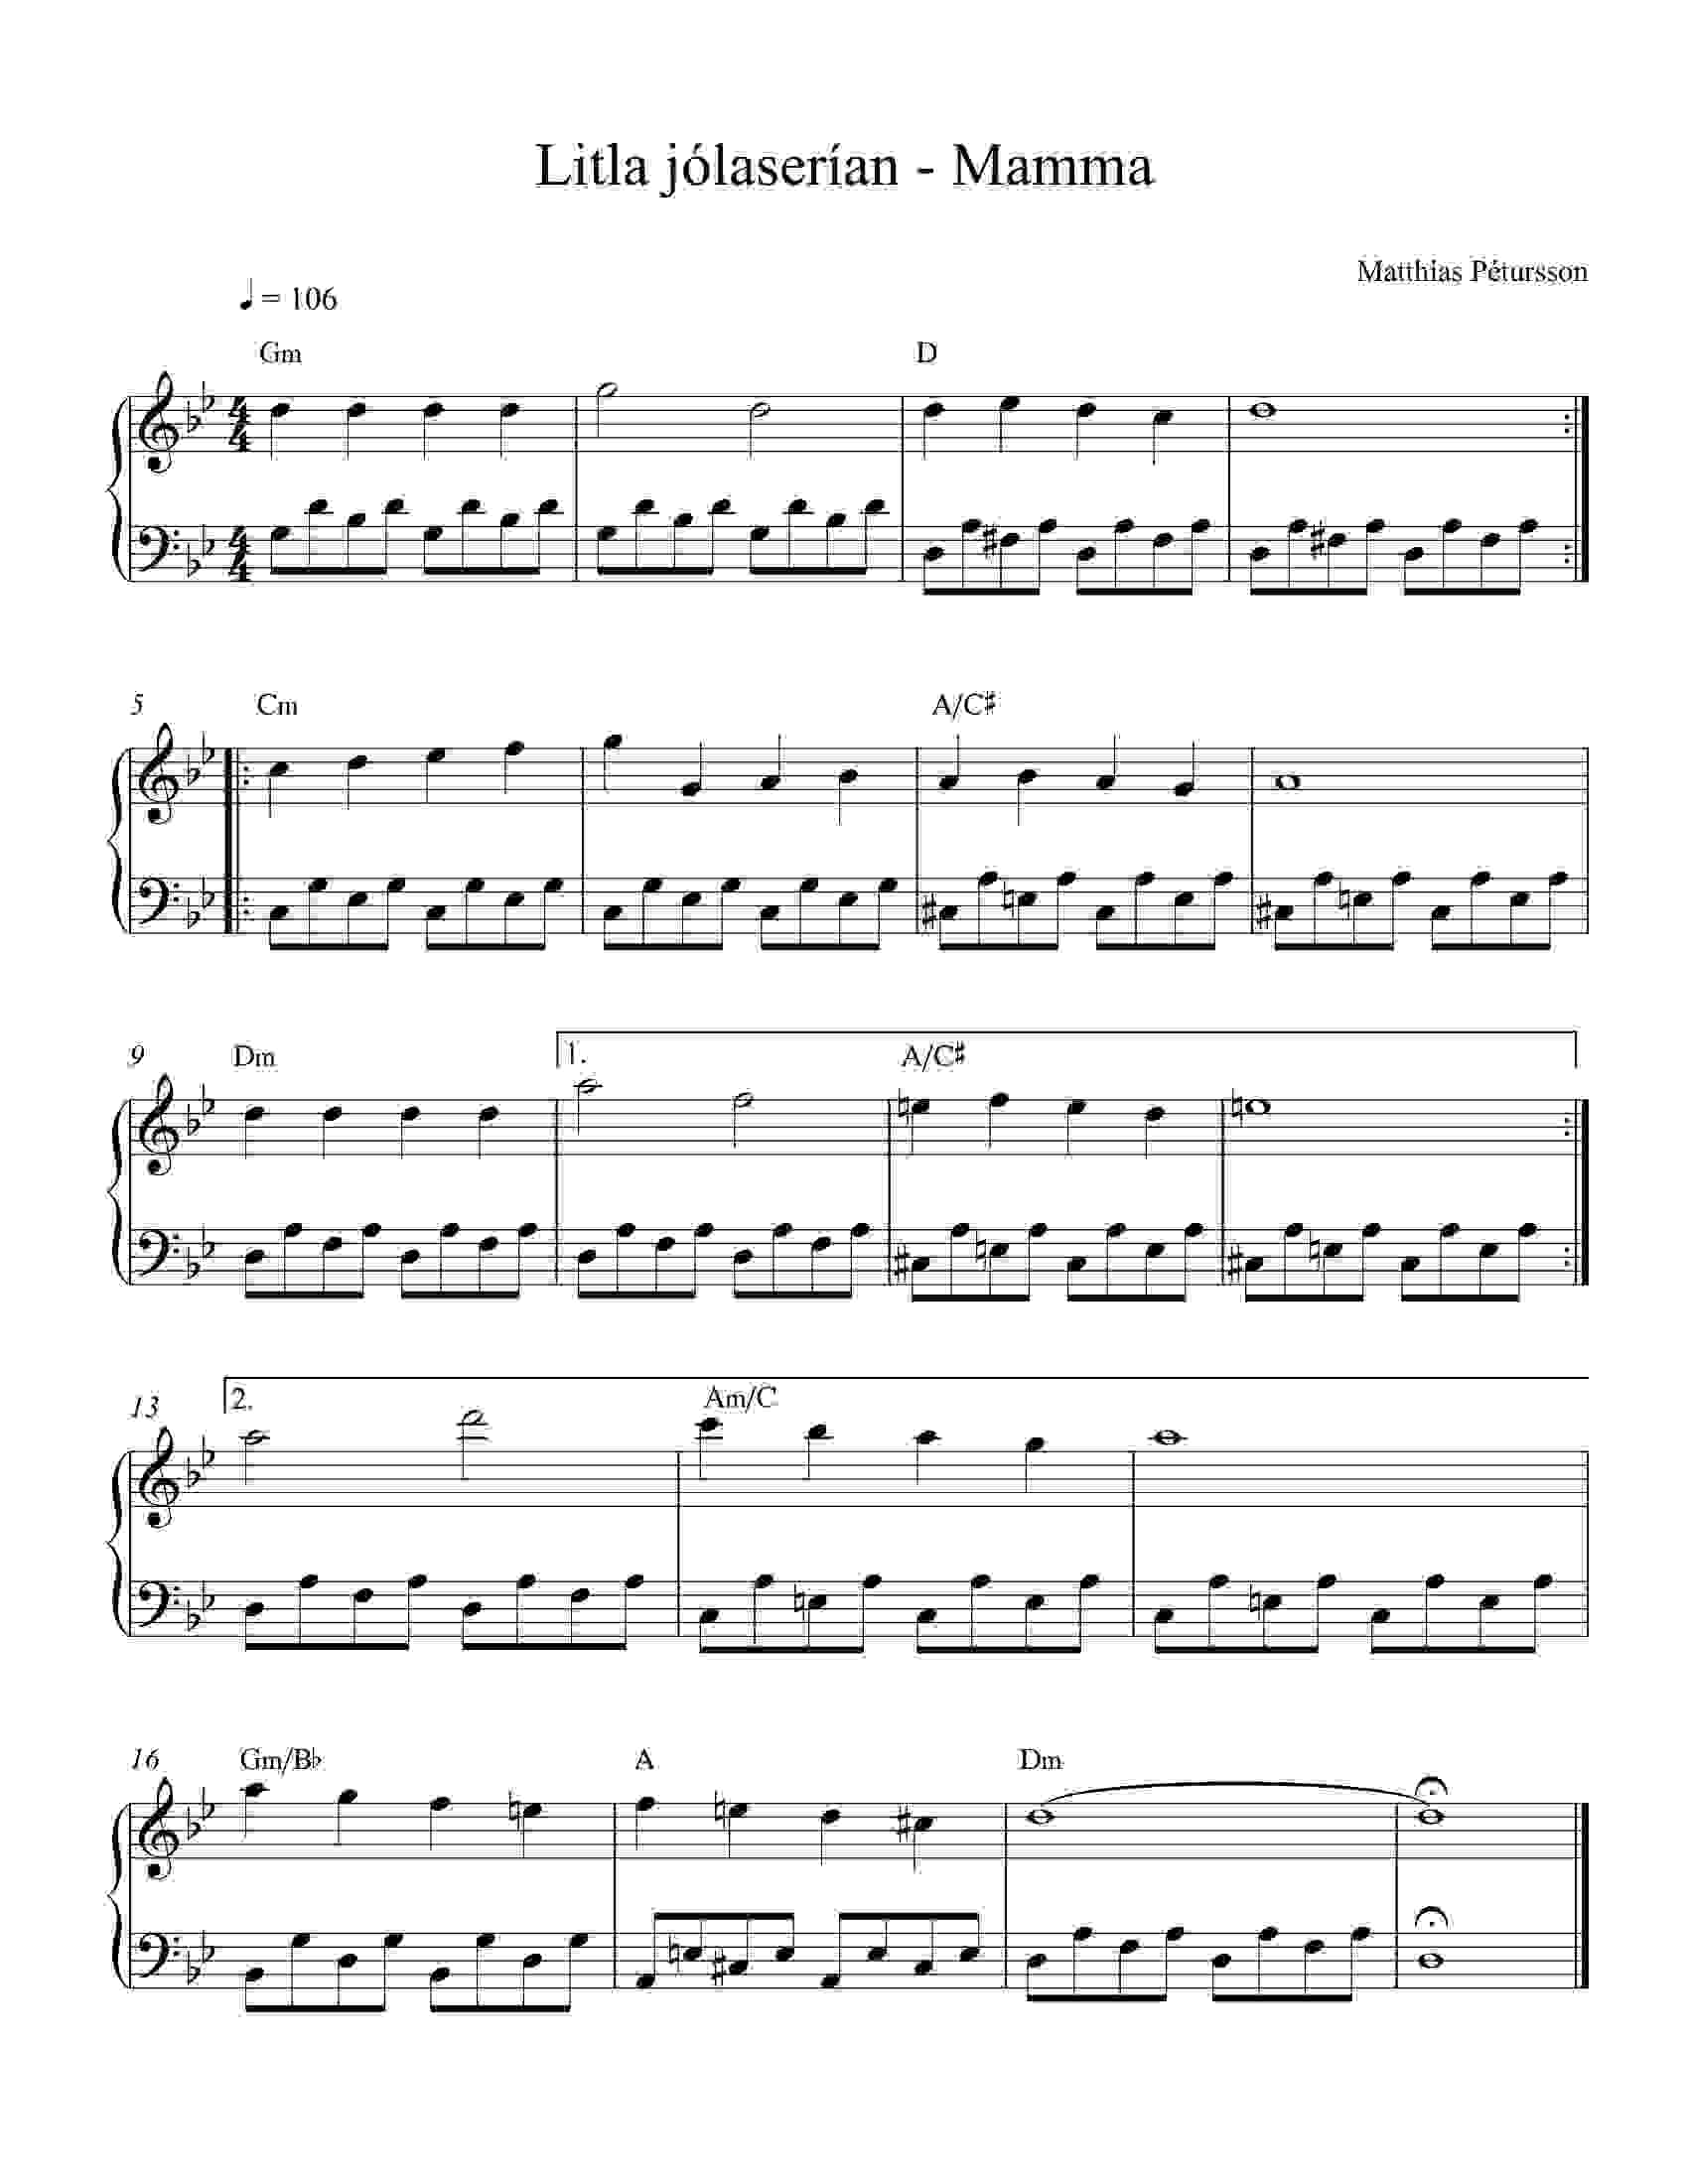 Litla jólaserían - Mamma
Matthias Pétursson
♩ = 106
Gm D
5 Cm A/C♯
9 Dm 1. A/C♯
13 2. Am/C
16 Gm/B♭ A Dm